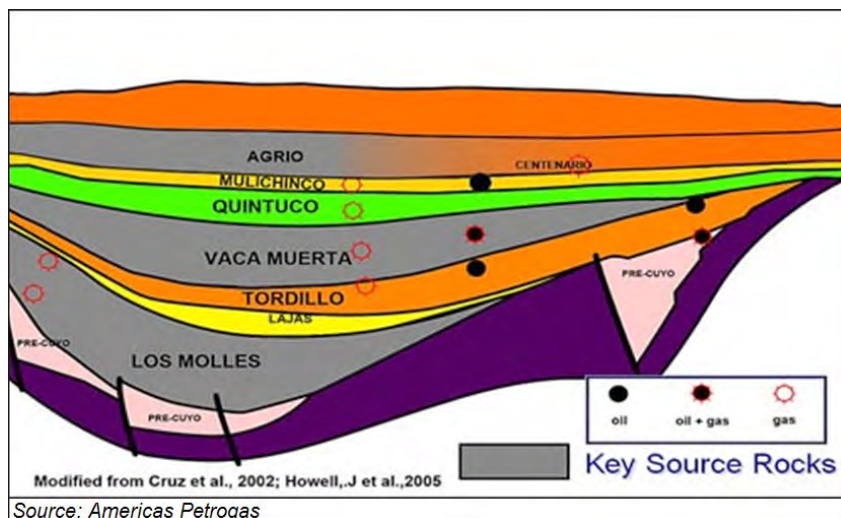 AGRIO
CENTENARIO
MULICHINCO
QUINTUCO
VACA MUERTA
PRE-CUYO
TORDILLO
LAJAS
PRE-CUYO
LOS MOLLES
PRE-CUYO
oil
oil + gas
gas
Key Source Rocks
Modified from Cruz et al., 2002; Howell,.J et al.,2005
Source: Americas Petrogas